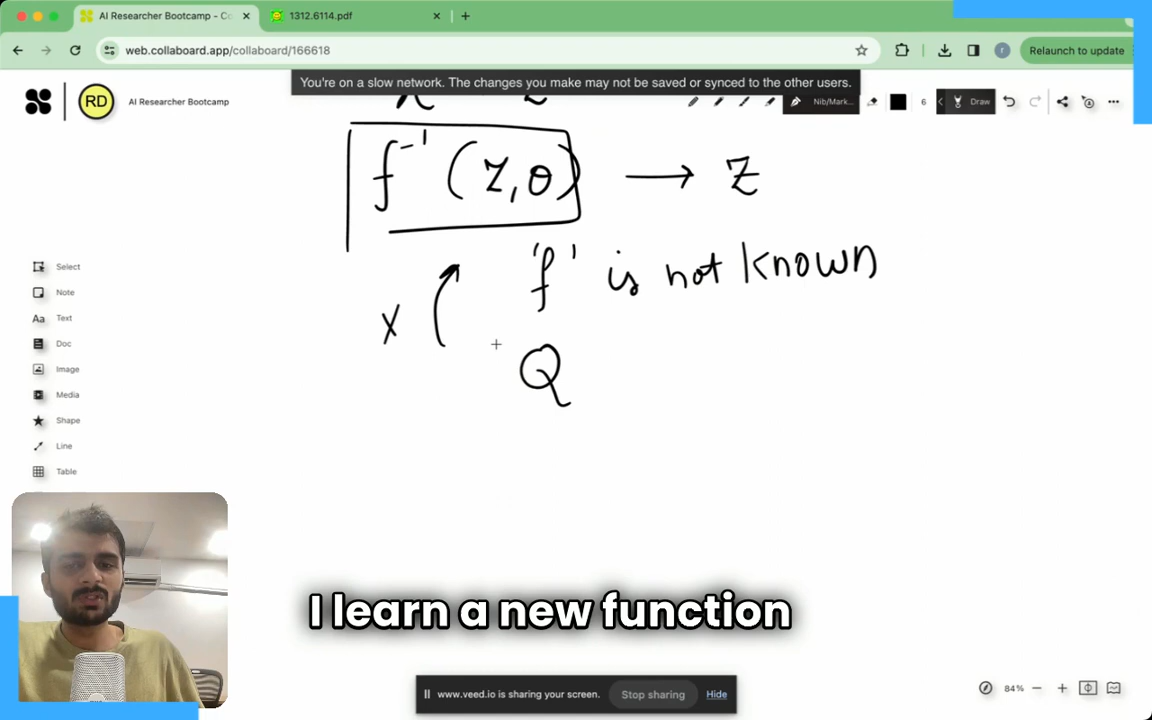 AI Researcher Bootcamp - Co
1312.6114.pdf
web.collaboard.app/collaboard/166618
r
Relaunch to update
You're on a slow network. The changes you make may not be saved or synced to the other users.
RD
AI Researcher Bootcamp
Nib/Mark...
6
Draw
f⁻¹ (z, θ) → z
'f' is not known
x
Q
Select
Note
Aa Text
Doc
Image
Media
Shape
Line
Table
I learn a new function
www.veed.io is sharing your screen.
Stop sharing
Hide
84%